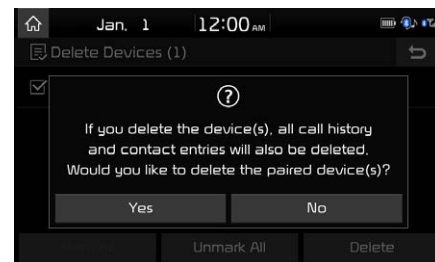 Jan. 1 12:00 AM
Delete Devices (1)
?
If you delete the device(s), all call history
and contact entries will also be deleted.
Would you like to delete the paired device(s)?
Yes No
Unmark All Delete